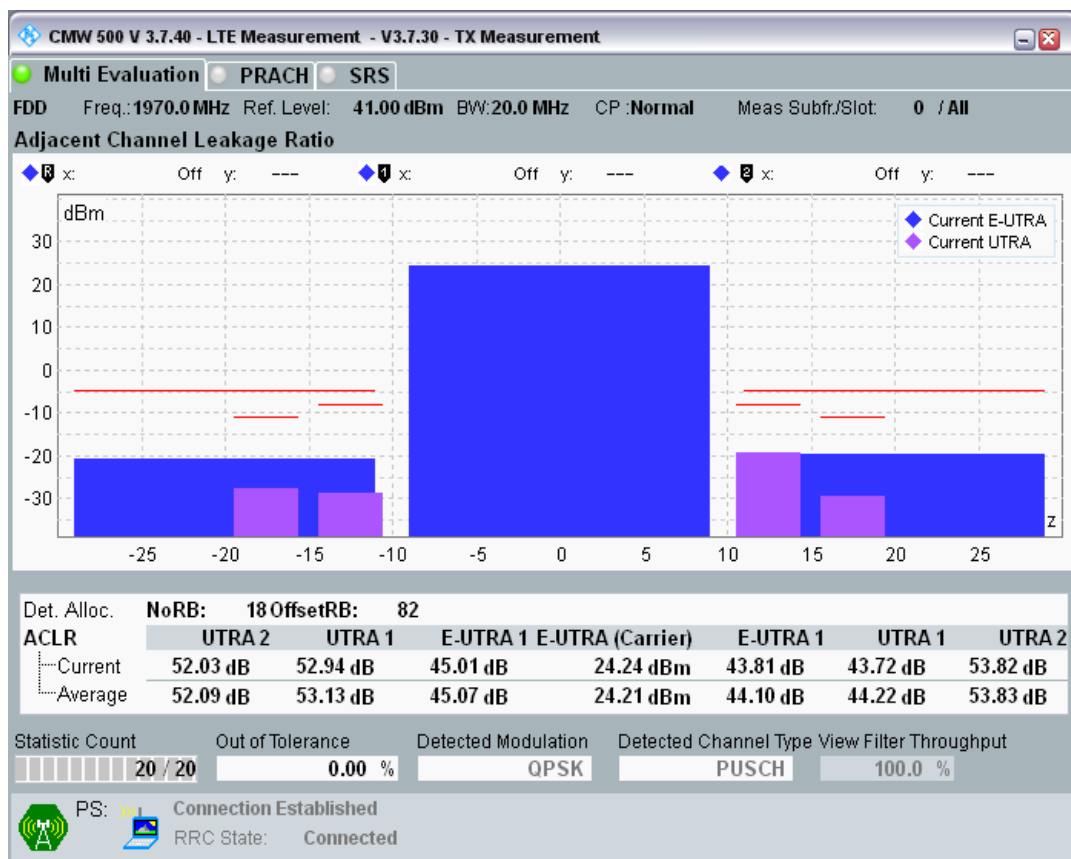 CMW 500 V 3.7.40 - LTE Measurement - V3.7.30 - TX Measurement
Multi Evaluation PRACH SRS
FDD Freq.: 1970.0 MHz Ref. Level: 41.00 dBm BW: 20.0 MHz CP : Normal Meas Subfr./Slot: 0 / All
Adjacent Channel Leakage Ratio
R x: Off y: --- 1 x: Off y: --- 2 x: Off y: ---
dBm
Current E-UTRA
Current UTRA
30
20
10
0
-10
-20
-30
z
-25 -20 -15 -10 -5 0 5 10 15 20 25
Det. Alloc. NoRB: 18 OffsetRB: 82
ACLR UTRA 2 UTRA 1 E-UTRA 1 E-UTRA (Carrier) E-UTRA 1 UTRA 1 UTRA 2
Current 52.03 dB 52.94 dB 45.01 dB 24.24 dBm 43.81 dB 43.72 dB 53.82 dB
Average 52.09 dB 53.13 dB 45.07 dB 24.21 dBm 44.10 dB 44.22 dB 53.83 dB
Statistic Count Out of Tolerance Detected Modulation Detected Channel Type View Filter Throughput
20 / 20 0.00 % QPSK PUSCH 100.0 %
PS: Connection Established
RRC State: Connected